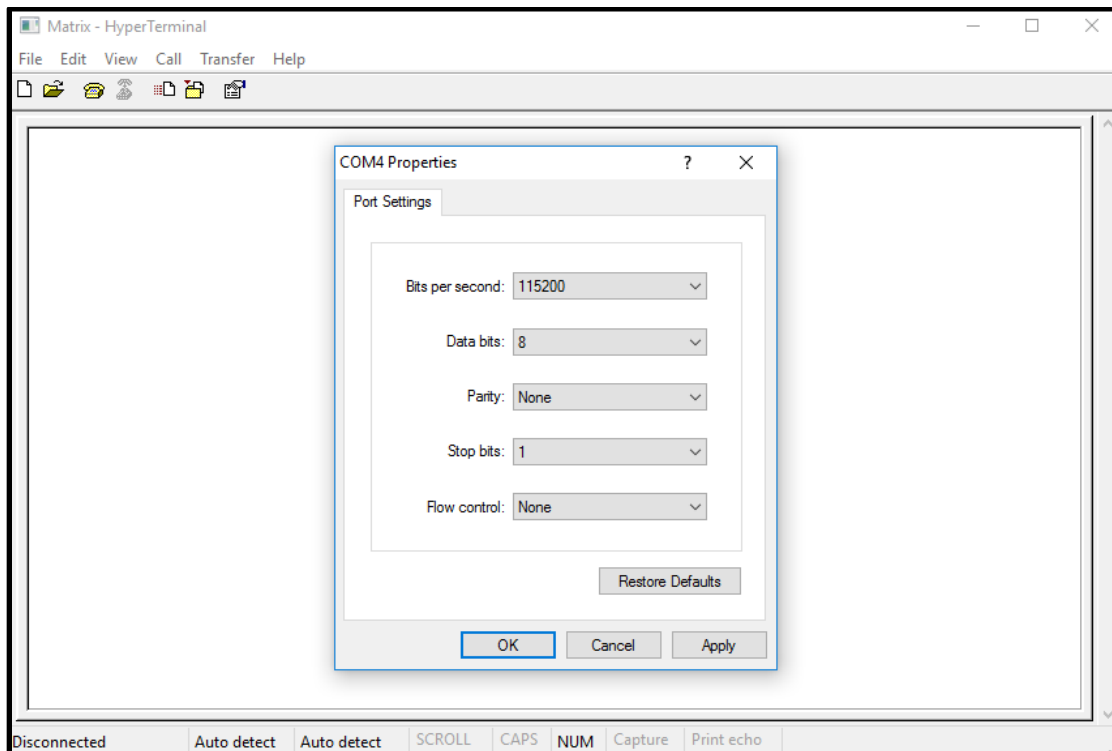 Matrix - HyperTerminal
File Edit View Call Transfer Help
COM4 Properties ?
Port Settings
Bits per second: 115200
Data bits: 8
Parity: None
Stop bits: 1
Flow control: None
Restore Defaults
OK Cancel Apply
Disconnected Auto detect Auto detect SCROLL CAPS NUM Capture Print echo